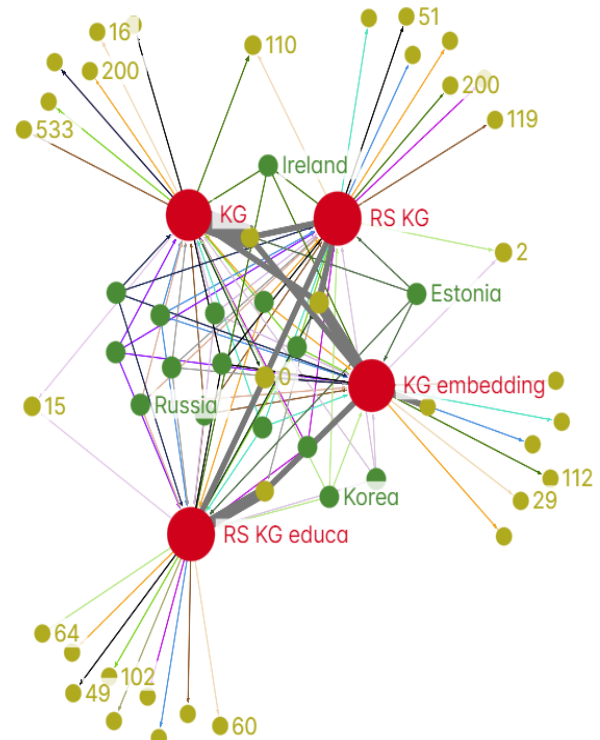 16
51
110
200
200
533
119
Ireland
KG
RS KG
2
Estonia
0
KG embedding
15
Russia
112
Korea
29
RS KG educa
64
102
49
60